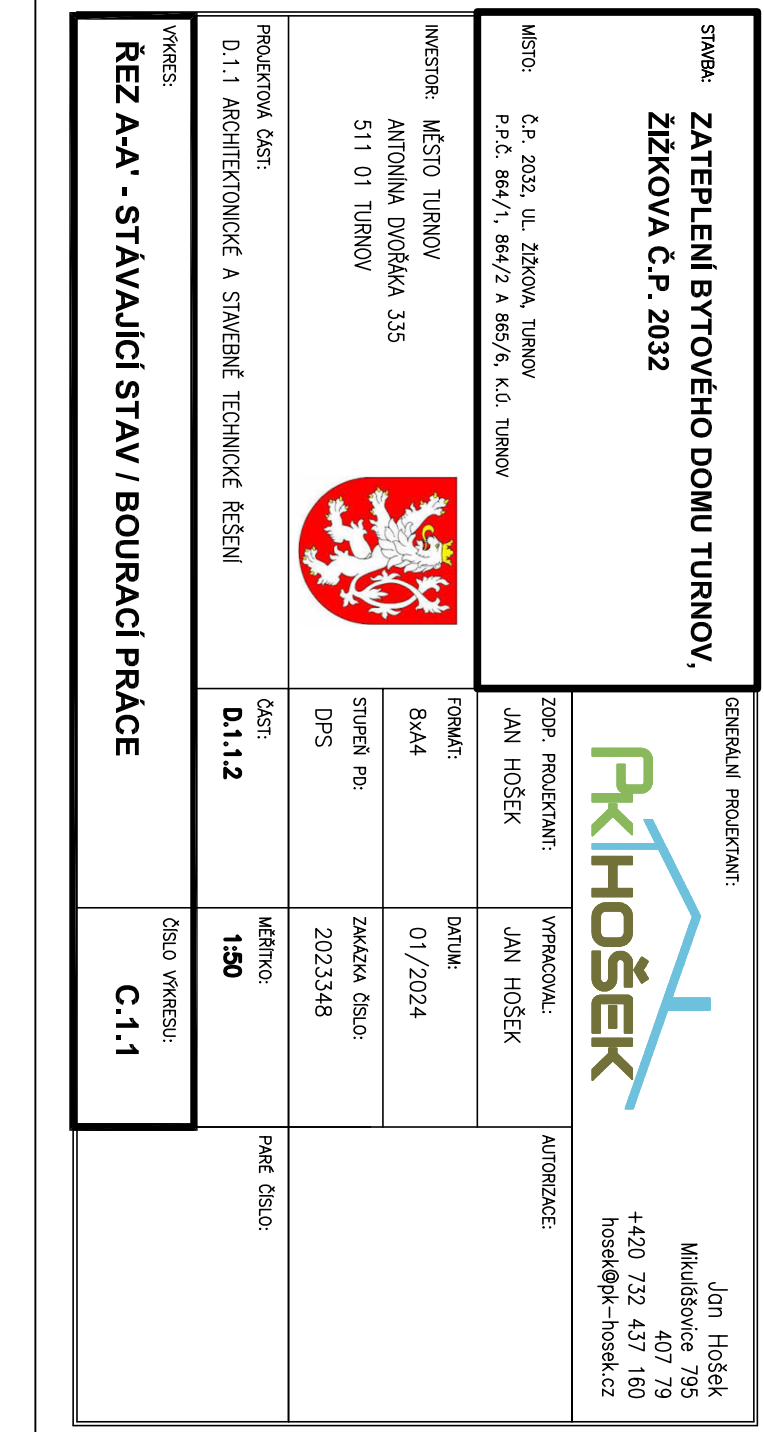 STAVBA:
ZATEPLENÍ BYTOVÉHO DOMU TURNOV,
ŽIŽKOVA Č.P. 2032
MÍSTO:
Č.P. 2032, UL. ŽIŽKOVA, TURNOV
P.P.Č. 864/1, 864/2 A 865/6, K.Ú. TURNOV
GENERÁLNÍ PROJEKTANT:
PK HOŠEK
Jan Hošek
Mikulášovice 795
407 79
+420 732 437 160
hosek@pk-hosek.cz
INVESTOR:
MĚSTO TURNOV
ANTONÍNA DVOŘÁKA 335
511 01 TURNOV
ZODP. PROJEKTANT:
JAN HOŠEK
VYPRACOVAL:
JAN HOŠEK
AUTORIZACE:
FORMÁT:
8xA4
DATUM:
01/2024
STUPEŇ PD:
DPS
ZAKÁZKA ČÍSLO:
2023348
PROJEKTOVÁ ČÁST:
D.1.1 ARCHITEKTONICKÉ A STAVEBNĚ TECHNICKÉ ŘEŠENÍ
ČÁST:
D.1.1.2
MĚŘÍTKO:
1:50
PARÉ ČÍSLO:
VÝKRES:
ŘEZ A-A' - STÁVAJÍCÍ STAV / BOURACÍ PRÁCE
ČÍSLO VÝKRESU:
C.1.1